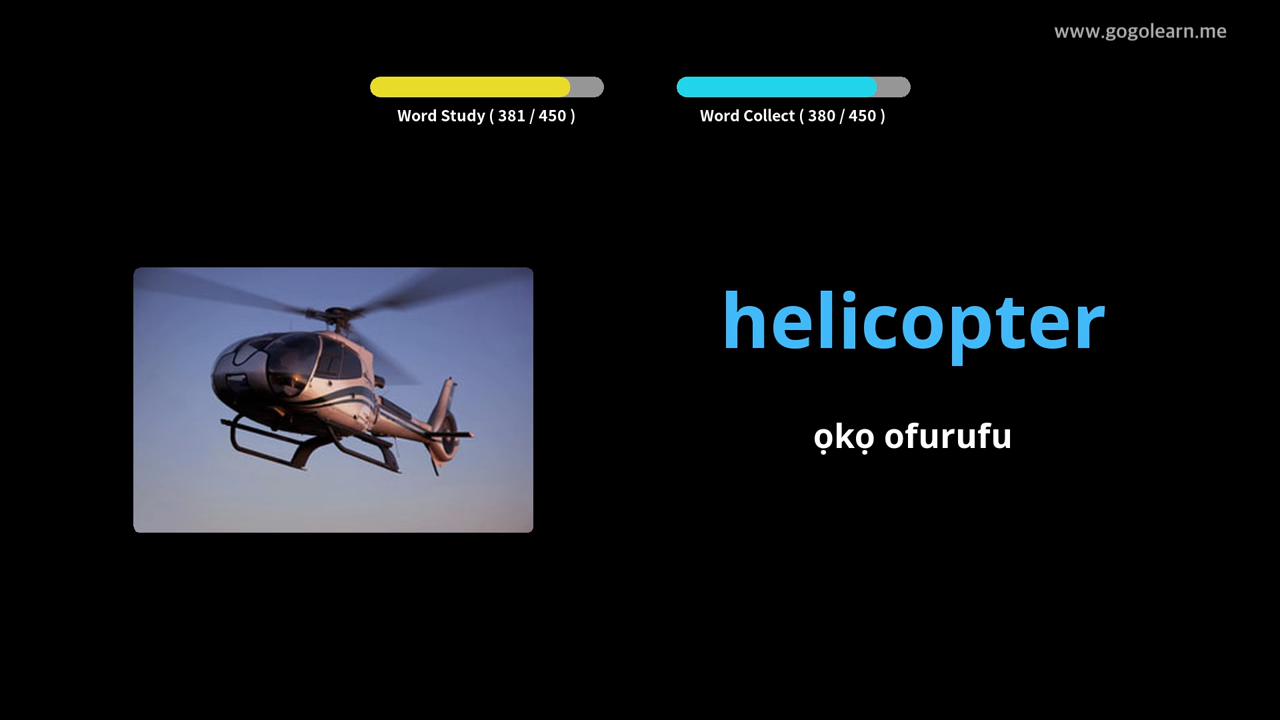 www.gogolearn.me
Word Study ( 381 / 450 )
Word Collect ( 380 / 450 )
helicopter
ọkọ ofurufu